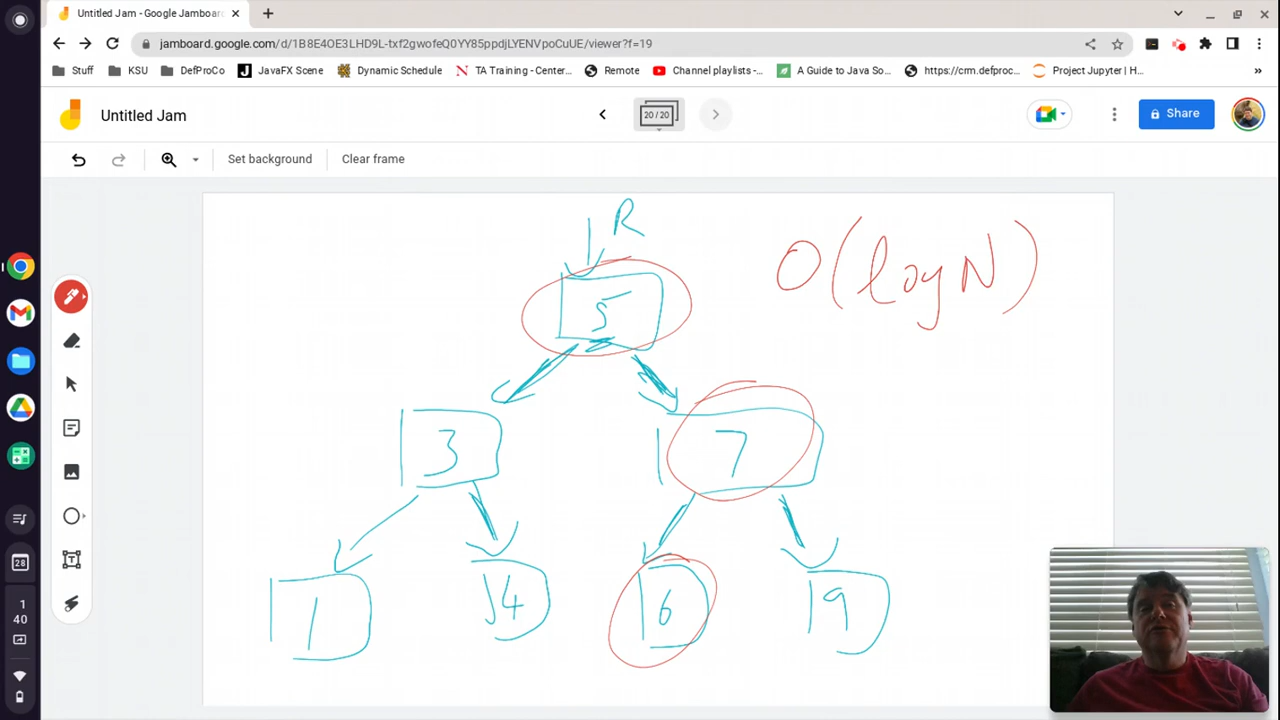 Untitled Jam - Google Jamboard
jamboard.google.com/d/1B8E4OE3LHD9L-txf2gwofeQ0YY85ppdjLYENVpoCuUE/viewer?f=19
Stuff KSU DefProCo JavaFX Scene Dynamic Schedule TA Training - Center... Remote Channel playlists -... A Guide to Java So... https://crm.defproc... Project Jupyter | H... »
Untitled Jam 20 / 20 Share
Set background Clear frame
R
O(log N)
5
3 7
1 4 6 9
28
1
40